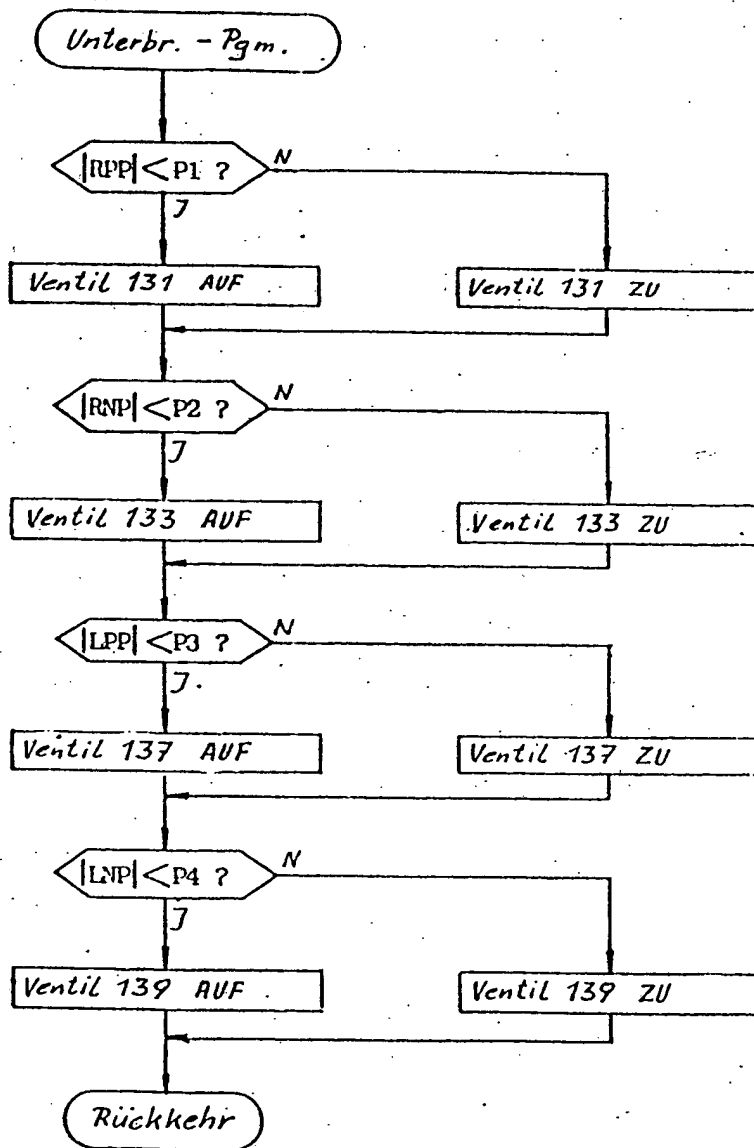 Unterbr. - Pgm.
|RPP| < P1 ?
N
J
Ventil 131 AUF
Ventil 131 ZU
|RNP| < P2 ?
N
J
Ventil 133 AUF
Ventil 133 ZU
|LPP| < P3 ?
N
J.
Ventil 137 AUF
Ventil 137 ZU
|LNP| < P4 ?
N
J
Ventil 139 AUF
Ventil 139 ZU
Rückkehr